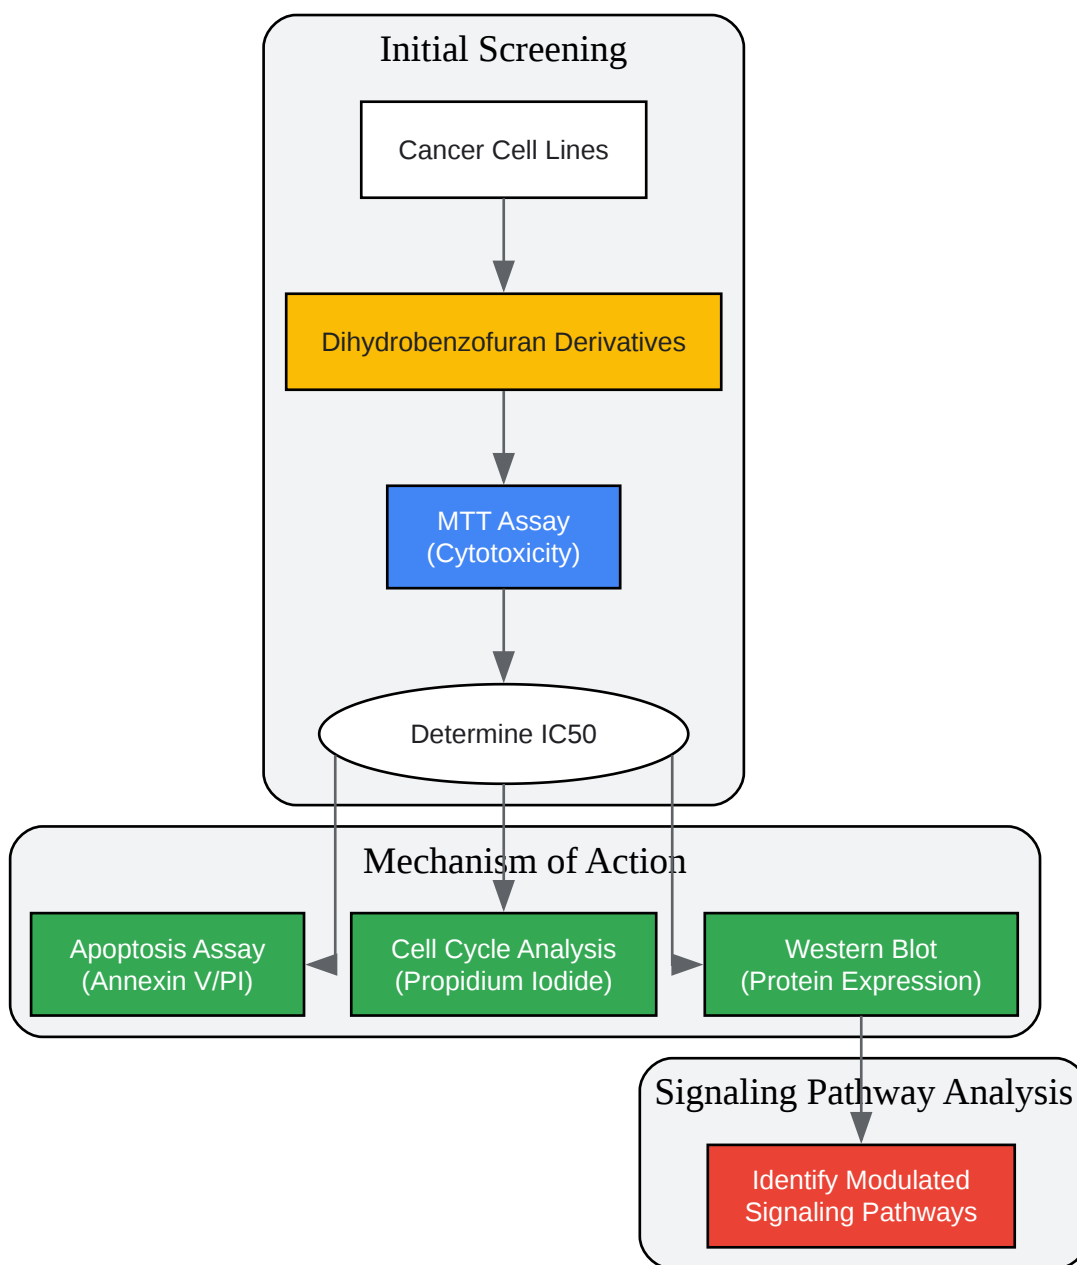 Initial Screening
Cancer Cell Lines
Dihydrobenzofuran Derivatives
MTT Assay
(Cytotoxicity)
Determine IC50
Mechanism of Action
Apoptosis Assay
(Annexin V/PI)
Cell Cycle Analysis
(Propidium Iodide)
Western Blot
(Protein Expression)
Signaling Pathway Analysis
Identify Modulated
Signaling Pathways